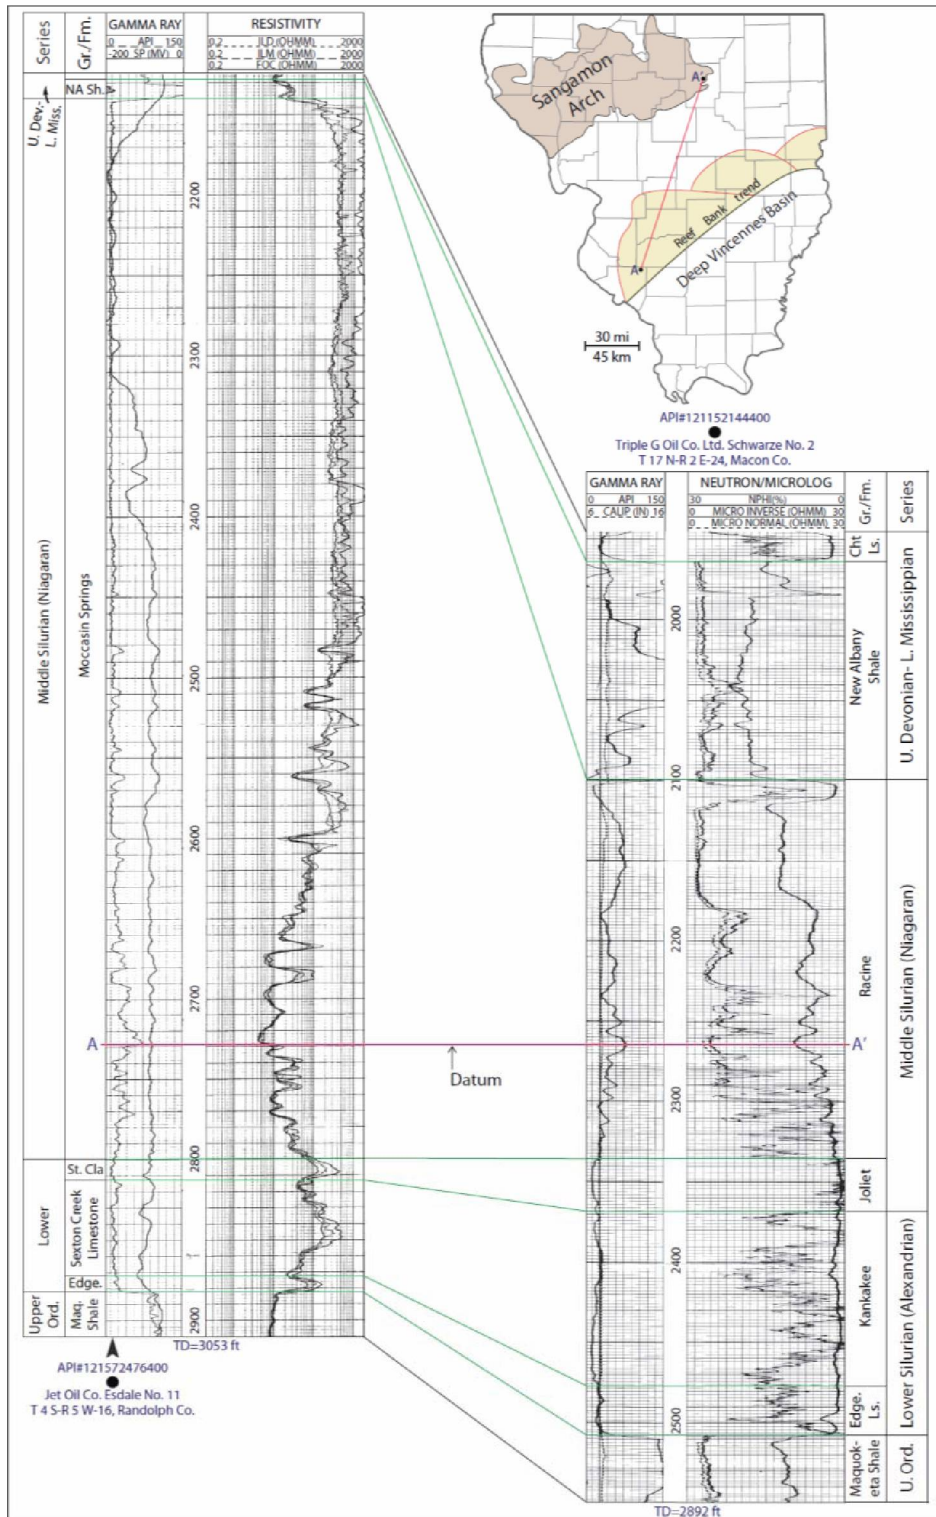 Series
Gr./Fm.
GAMMA RAY
0 API 150
-200 SP (MV) 0
RESISTIVITY
0.2 ILD (OHMM) 2000
0.2 ILM (OHMM) 2000
0.2 FOC (OHMM) 2000
U. Dev.-
L. Miss.
NA Sh.
Middle Silurian (Niagaran)
Moccasin Springs
2200
2300
2400
2500
2600
2700
2800
2900
A
Datum
A'
Lower
St. Cla
Sexton Creek
Limestone
Edge.
Upper
Ord.
Maq.
Shale
TD=3053 ft
API#121572476400
Jet Oil Co. Esdale No. 11
T 4 S-R 5 W-16, Randolph Co.
Sangamon
Arch
A'
Reef Bank trend
Deep Vincennes Basin
A
30 mi
45 km
API#121152144400
Triple G Oil Co. Ltd. Schwarze No. 2
T 17 N-R 2 E-24, Macon Co.
GAMMA RAY
0 API 150
6 CALIP (IN) 16
NEUTRON/MICROLOG
30 NPHI(%) 0
0 MICRO INVERSE (OHMM) 30
0 MICRO NORMAL (OHMM) 30
Gr./Fm.
Series
Cht
Ls.
New Albany
Shale
U. Devonian- L. Mississippian
2000
2100
2200
2300
2400
2500
Racine
Middle Silurian (Niagaran)
Joliet
Kankakee
Lower Silurian (Alexandrian)
Edge.
Ls.
Maquok-
eta Shale
U. Ord.
TD=2892 ft